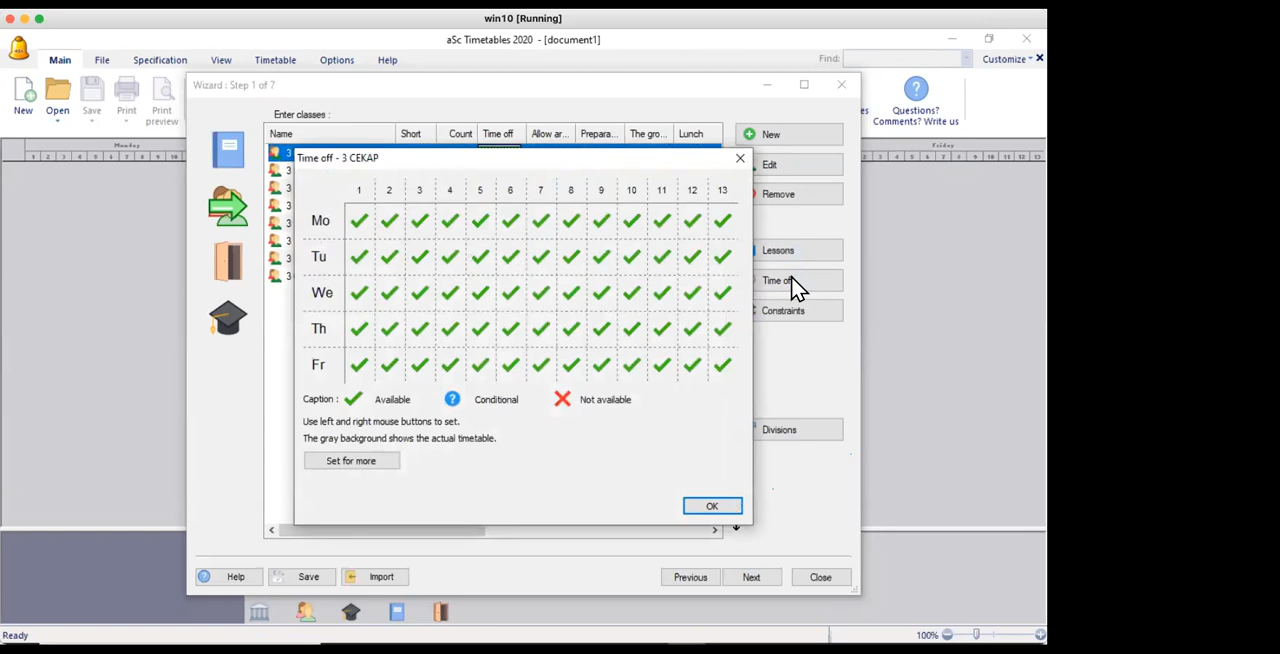 win10 [Running]
aSc Timetables 2020 - [document1]
Main File Specification View Timetable Options Help Find: Customize
New Open Save Print Print preview
Questions? Comments? Write us
Wizard : Step 1 of 7
Monday Friday
Enter classes :
Name Short Count Time off Allow ar... Prepara... The gro... Lunch
New
Edit
Remove
Lessons
Time off
Constraints
Divisions
Time off - 3 CEKAP
1 2 3 4 5 6 7 8 9 10 11 12 13
Mo
Tu
We
Th
Fr
Caption : Available Conditional Not available
Use left and right mouse buttons to set.
The gray background shows the actual timetable.
Set for more
OK
Help Save Import Previous Next Close
Ready 100%